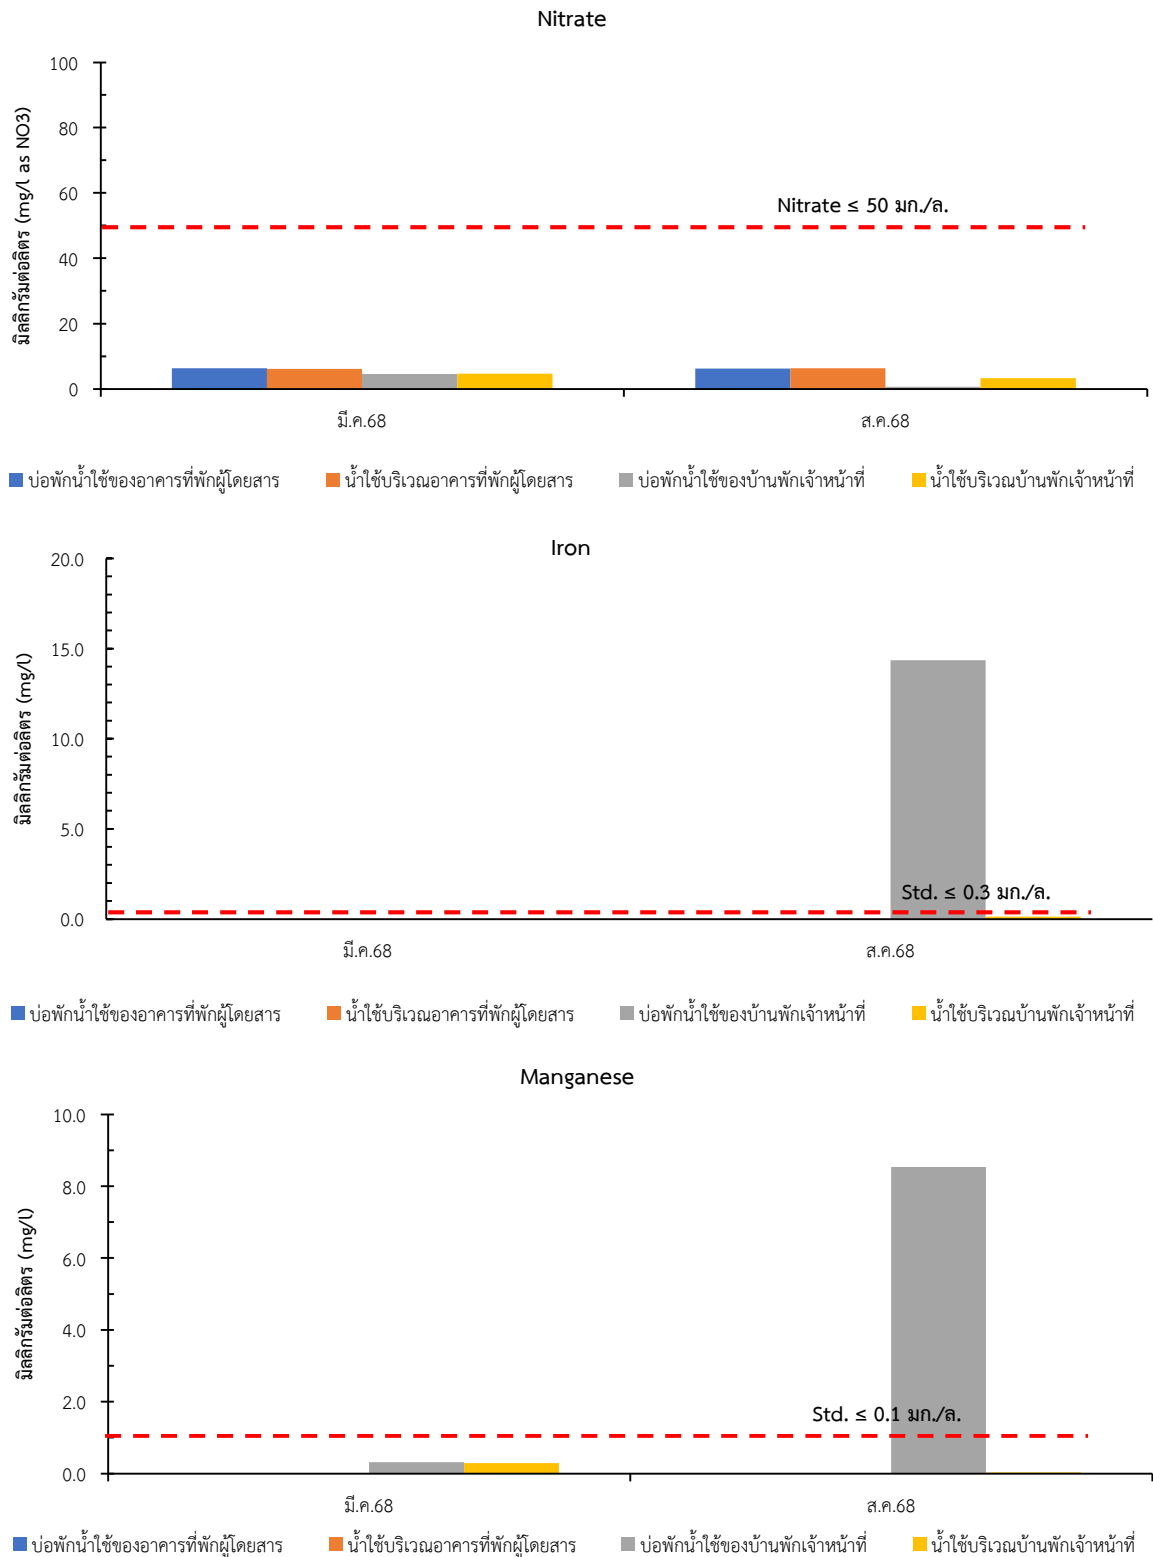 Nitrate
100
80
60
40
20
0
มิลลิกรัมต่อลิตร (mg/l as NO3)
Nitrate ≤ 50 มก./ล.
มี.ค.68 ส.ค.68
บ่อพักน้ำใช้ของอาคารที่พักผู้โดยสาร น้ำใช้บริเวณอาคารที่พักผู้โดยสาร บ่อพักน้ำใช้ของบ้านพักเจ้าหน้าที่ น้ำใช้บริเวณบ้านพักเจ้าหน้าที่
Iron
20.0
15.0
10.0
5.0
0.0
มิลลิกรัมต่อลิตร (mg/l)
Std. ≤ 0.3 มก./ล.
มี.ค.68 ส.ค.68
บ่อพักน้ำใช้ของอาคารที่พักผู้โดยสาร น้ำใช้บริเวณอาคารที่พักผู้โดยสาร บ่อพักน้ำใช้ของบ้านพักเจ้าหน้าที่ น้ำใช้บริเวณบ้านพักเจ้าหน้าที่
Manganese
10.0
8.0
6.0
4.0
2.0
0.0
มิลลิกรัมต่อลิตร (mg/l)
Std. ≤ 0.1 มก./ล.
มี.ค.68 ส.ค.68
บ่อพักน้ำใช้ของอาคารที่พักผู้โดยสาร น้ำใช้บริเวณอาคารที่พักผู้โดยสาร บ่อพักน้ำใช้ของบ้านพักเจ้าหน้าที่ น้ำใช้บริเวณบ้านพักเจ้าหน้าที่